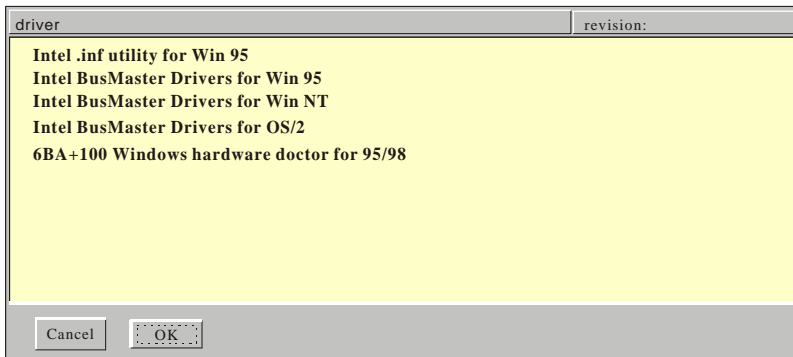 driver revision:
Intel .inf utility for Win 95
Intel BusMaster Drivers for Win 95
Intel BusMaster Drivers for Win NT
Intel BusMaster Drivers for OS/2
6BA+100 Windows hardware doctor for 95/98
Cancel OK